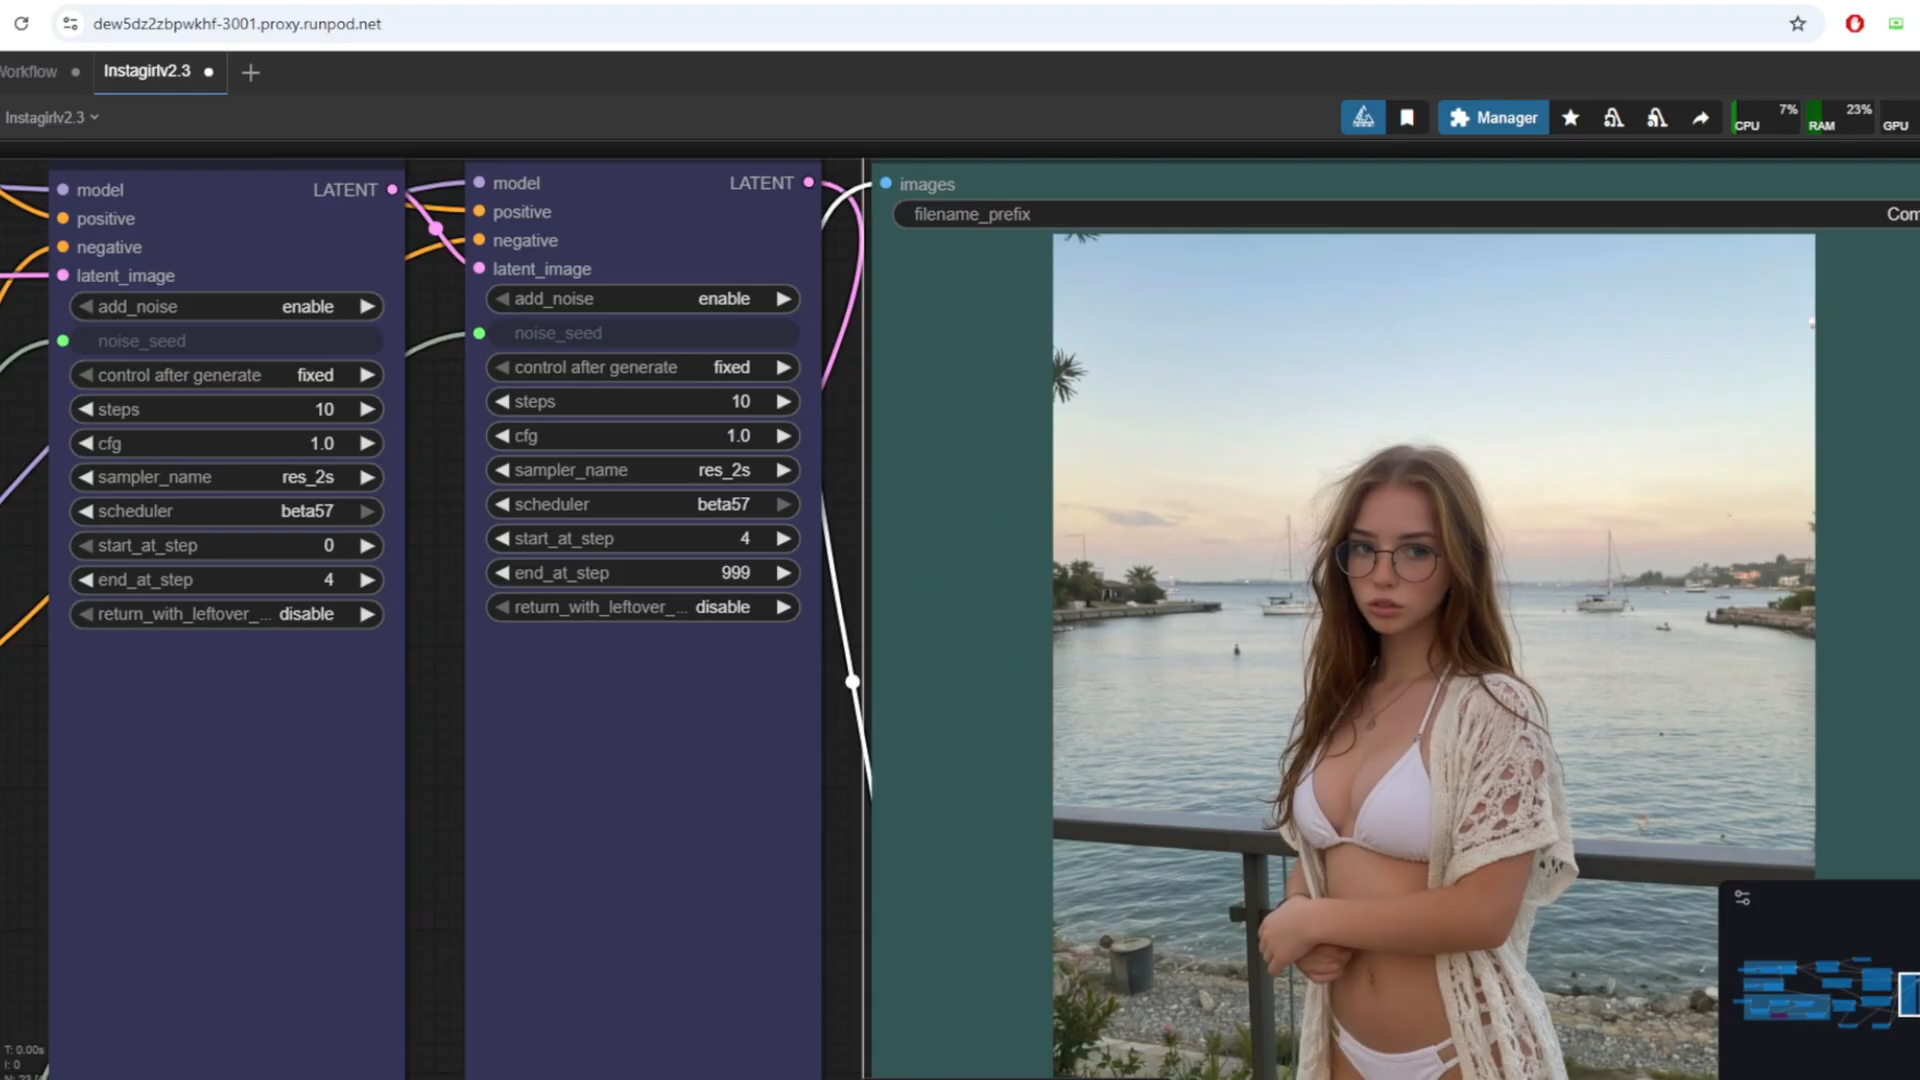 dew5dz2zbpwkhf-3001.proxy.runpod.net
Workflow
Instagirlv2.3
Instagirlv2.3
Manager
7%
CPU
23%
RAM
GPU
model
LATENT
positive
negative
latent_image
add_noise enable
noise_seed
control after generate fixed
steps 10
cfg 1.0
sampler_name res_2s
scheduler beta57
start_at_step 0
end_at_step 4
return_with_leftover_... disable
model
LATENT
positive
negative
latent_image
add_noise enable
noise_seed
control after generate fixed
steps 10
cfg 1.0
sampler_name res_2s
scheduler beta57
start_at_step 4
end_at_step 999
return_with_leftover_... disable
images
filename_prefix Com
T: 0.00s
I: 0